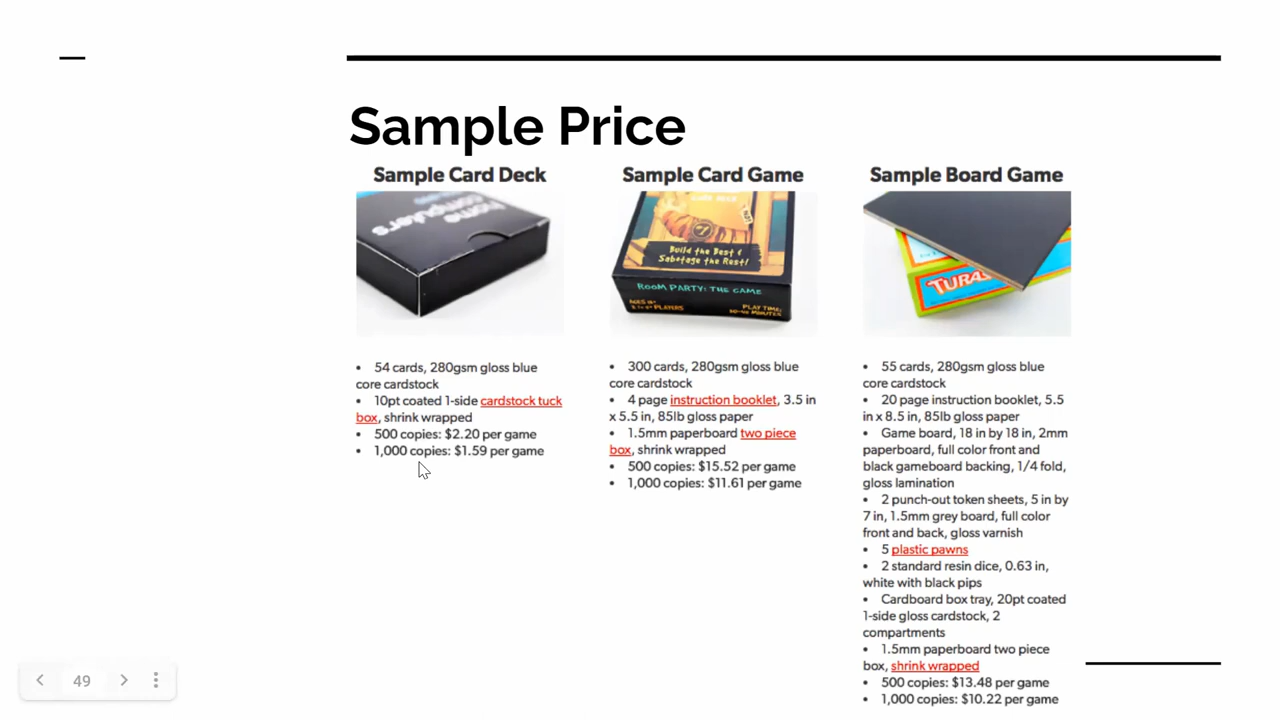 Sample Price
Sample Card Deck
54 cards, 280gsm gloss blue
core cardstock
10pt coated 1-side cardstock tuck
box, shrink wrapped
500 copies: $2.20 per game
1,000 copies: $1.59 per game
Sample Card Game
Build the Best &
Sabotage the Rest!
ROOM PARTY: THE GAME
PLAY TIME:
300 cards, 280gsm gloss blue
core cardstock
4 page instruction booklet, 3.5 in
x 5.5 in, 85lb gloss paper
1.5mm paperboard two piece
box, shrink wrapped
500 copies: $15.52 per game
1,000 copies: $11.61 per game
Sample Board Game
55 cards, 280gsm gloss blue
core cardstock
20 page instruction booklet, 5.5
in x 8.5 in, 85lb gloss paper
Game board, 18 in by 18 in, 2mm
paperboard, full color front and
black gameboard backing, 1/4 fold,
gloss lamination
2 punch-out token sheets, 5 in by
7 in, 1.5mm grey board, full color
front and back, gloss varnish
5 plastic pawns
2 standard resin dice, 0.63 in,
white with black pips
Cardboard box tray, 20pt coated
1-side gloss cardstock, 2
compartments
1.5mm paperboard two piece
box, shrink wrapped
500 copies: $13.48 per game
1,000 copies: $10.22 per game
49